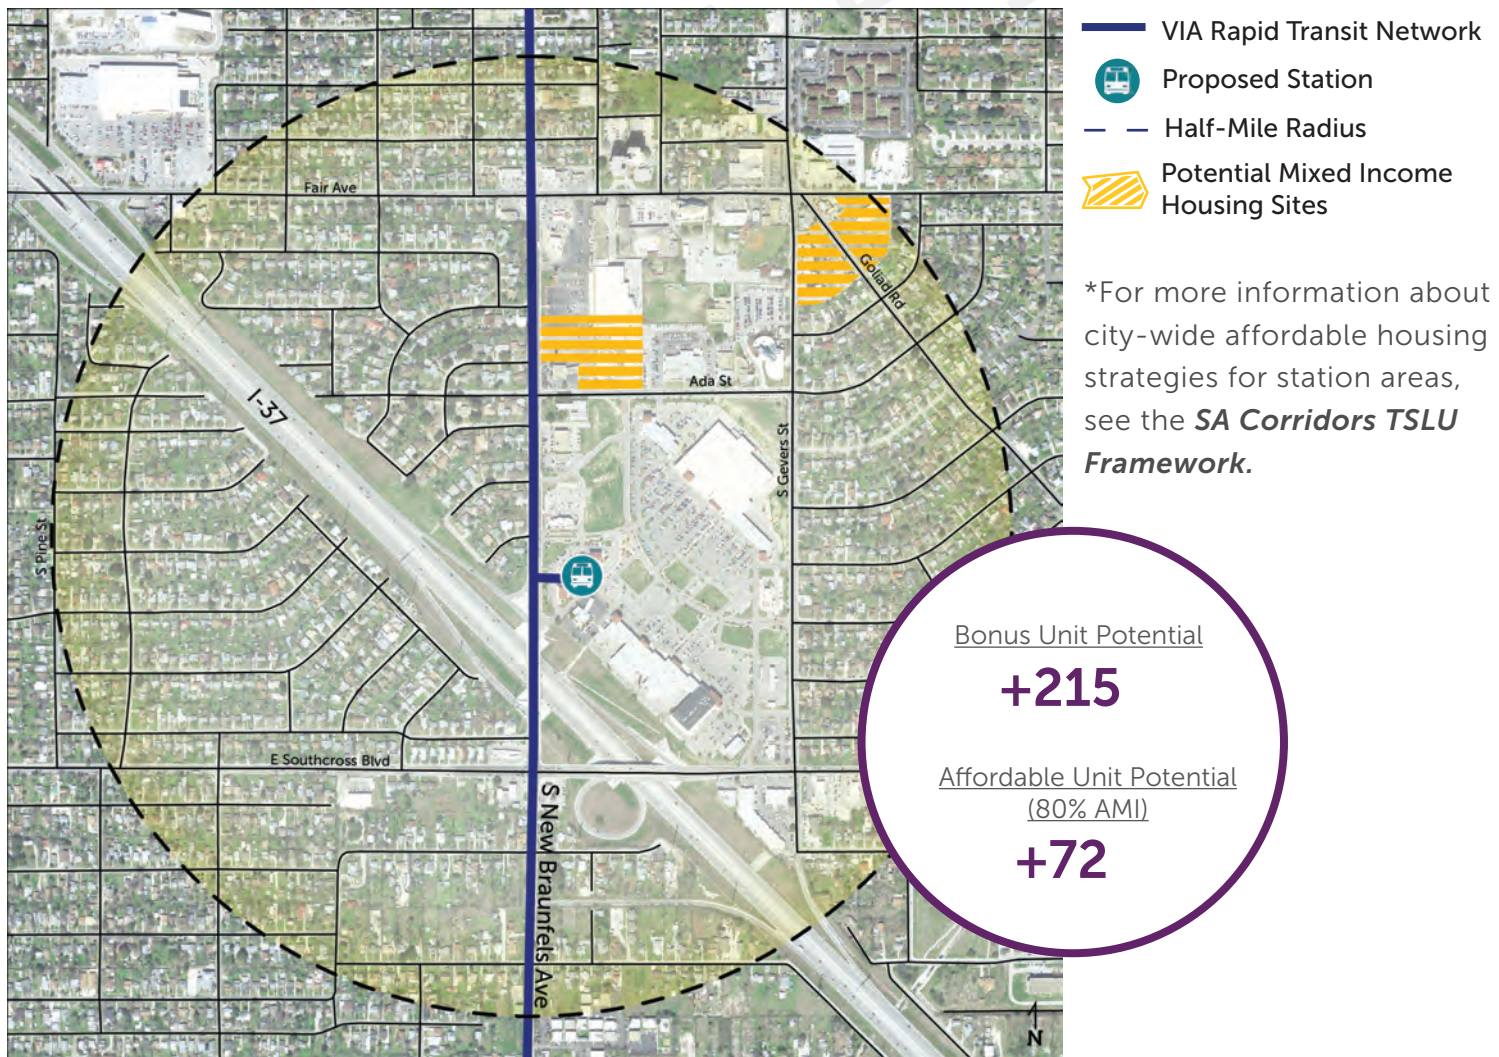 VIA Rapid Transit Network
Proposed Station
Half-Mile Radius
Potential Mixed Income
Housing Sites
*For more information about
city-wide affordable housing
strategies for station areas,
see the SA Corridors TSLU
Framework.
Fair Ave
Goliad Rd
Ada St
I-37
S Gevers St
S Pine St
E Southcross Blvd
S New Braunfels Ave
Bonus Unit Potential
+215
Affordable Unit Potential
(80% AMI)
+72
N